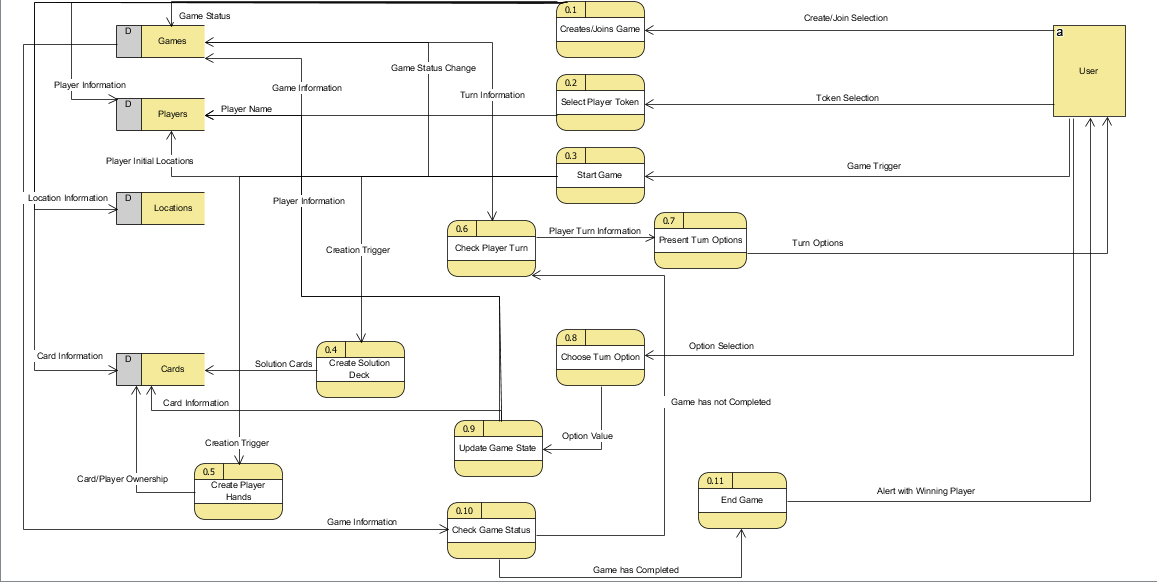 0.1
Creates/Joins Game
Create/Join Selection
Game Status
a
User
D
Games
Game Status Change
0.2
Select Player Token
Token Selection
Player Information
Game Information
Turn Information
D
Players
Player Name
0.3
Start Game
Game Trigger
Player Initial Locations
Location Information
D
Locations
Player Information
0.6
Check Player Turn
Player Turn Information
0.7
Present Turn Options
Turn Options
Creation Trigger
0.8
Choose Turn Option
Option Selection
Card Information
D
Cards
Solution Cards
0.4
Create Solution
Deck
Card Information
Game has not Completed
0.9
Update Game State
Option Value
Creation Trigger
Card/Player Ownership
0.5
Create Player
Hands
0.11
End Game
Alert with Winning Player
Game Information
0.10
Check Game Status
Game has Completed